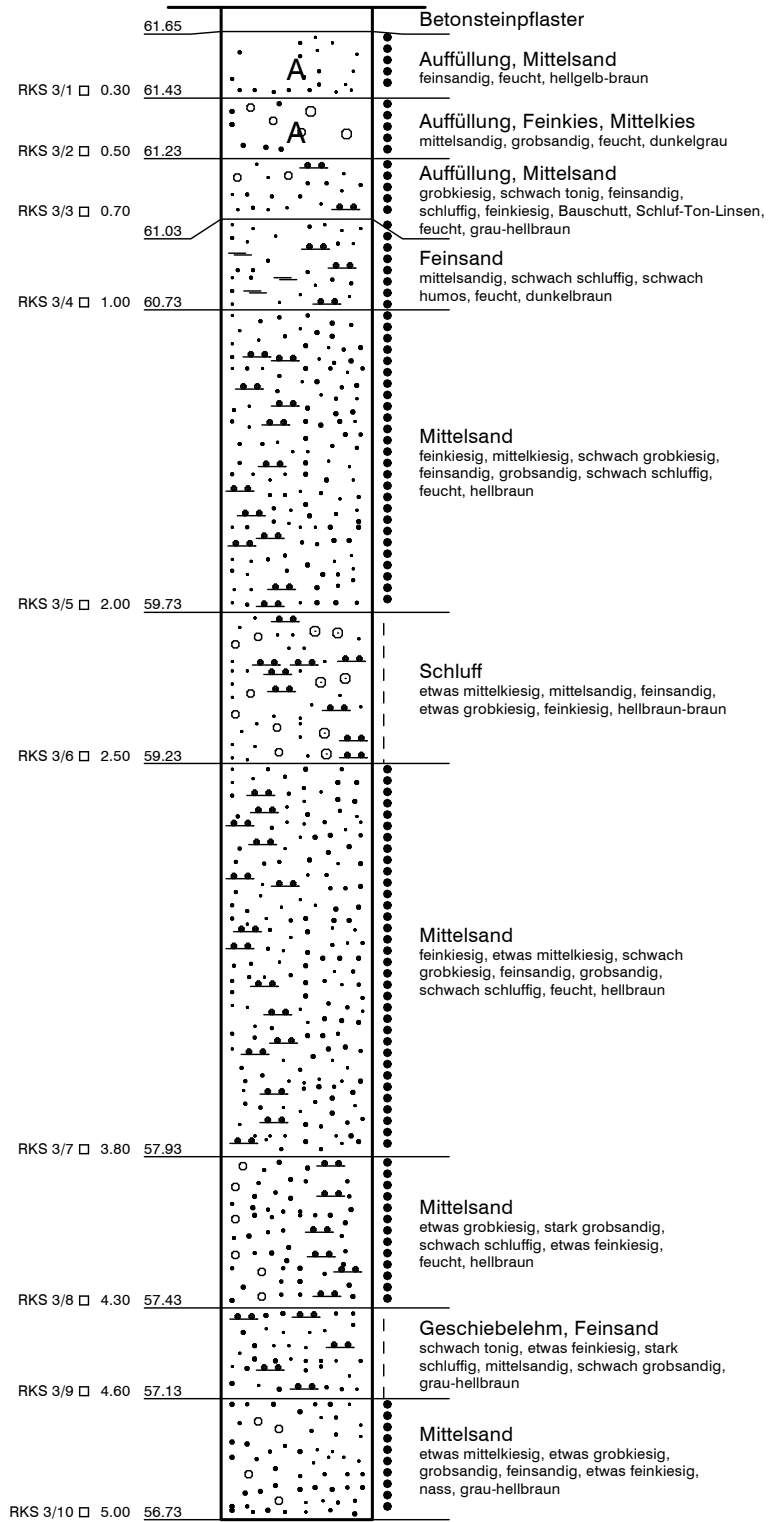 61.65
Betonsteinpflaster
A
Auffüllung, Mittelsand
feinsandig, feucht, hellgelb-braun
RKS 3/1 0.30 61.43
A
Auffüllung, Feinkies, Mittelkies
mittelsandig, grobsandig, feucht, dunkelgrau
RKS 3/2 0.50 61.23
Auffüllung, Mittelsand
grobkiesig, schwach tonig, feinsandig,
schluffig, feinkiesig, Bauschutt, Schluf-Ton-Linsen,
feucht, grau-hellbraun
RKS 3/3 0.70
61.03
Feinsand
mittelsandig, schwach schluffig, schwach
humos, feucht, dunkelbraun
RKS 3/4 1.00 60.73
Mittelsand
feinkiesig, mittelkiesig, schwach grobkiesig,
feinsandig, grobsandig, schwach schluffig,
feucht, hellbraun
RKS 3/5 2.00 59.73
Schluff
etwas mittelkiesig, mittelsandig, feinsandig,
etwas grobkiesig, feinkiesig, hellbraun-braun
RKS 3/6 2.50 59.23
Mittelsand
feinkiesig, etwas mittelkiesig, schwach
grobkiesig, feinsandig, grobsandig,
schwach schluffig, feucht, hellbraun
RKS 3/7 3.80 57.93
Mittelsand
etwas grobkiesig, stark grobsandig,
schwach schluffig, etwas feinkiesig,
feucht, hellbraun
RKS 3/8 4.30 57.43
Geschiebelehm, Feinsand
schwach tonig, etwas feinkiesig, stark
schluffig, mittelsandig, schwach grobsandig,
grau-hellbraun
RKS 3/9 4.60 57.13
Mittelsand
etwas mittelkiesig, etwas grobkiesig,
grobsandig, feinsandig, etwas feinkiesig,
nass, grau-hellbraun
RKS 3/10 5.00 56.73